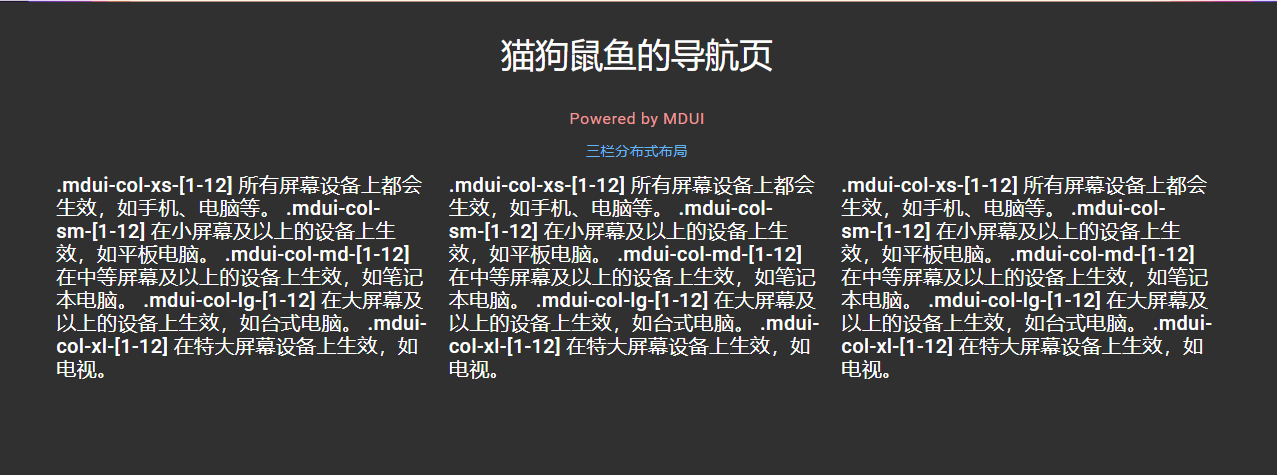 猫狗鼠鱼的导航页
Powered by MDUI
三栏分布式布局
.mdui-col-xs-[1-12] 所有屏幕设备上都会
生效，如手机、电脑等。 .mdui-col-
sm-[1-12] 在小屏幕及以上的设备上生
效，如平板电脑。 .mdui-col-md-[1-12]
在中等屏幕及以上的设备上生效，如笔记
本电脑。 .mdui-col-lg-[1-12] 在大屏幕及
以上的设备上生效，如台式电脑。 .mdui-
col-xl-[1-12] 在特大屏幕设备上生效，如
电视。
.mdui-col-xs-[1-12] 所有屏幕设备上都会
生效，如手机、电脑等。 .mdui-col-
sm-[1-12] 在小屏幕及以上的设备上生
效，如平板电脑。 .mdui-col-md-[1-12]
在中等屏幕及以上的设备上生效，如笔记
本电脑。 .mdui-col-lg-[1-12] 在大屏幕及
以上的设备上生效，如台式电脑。 .mdui-
col-xl-[1-12] 在特大屏幕设备上生效，如
电视。
.mdui-col-xs-[1-12] 所有屏幕设备上都会
生效，如手机、电脑等。 .mdui-col-
sm-[1-12] 在小屏幕及以上的设备上生
效，如平板电脑。 .mdui-col-md-[1-12]
在中等屏幕及以上的设备上生效，如笔记
本电脑。 .mdui-col-lg-[1-12] 在大屏幕及
以上的设备上生效，如台式电脑。 .mdui-
col-xl-[1-12] 在特大屏幕设备上生效，如
电视。